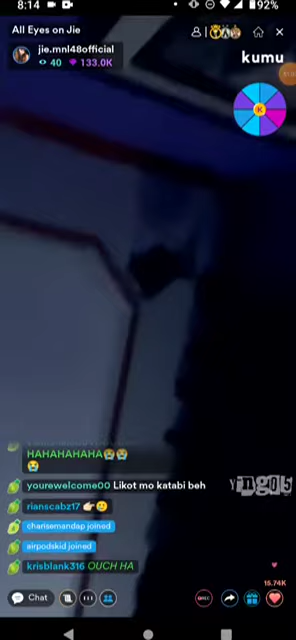 8:14
92%
All Eyes on Jie
jie.mnl48official
40 133.0K
kumu
HAHAHAHAHA😭😭
😭
yourewelcome00 Likot mo katabi beh
rianscabz17 👉🏻🥲
charisemandap joined
airpodskid joined
krisblank316 OUCH HA
15.74K
Chat